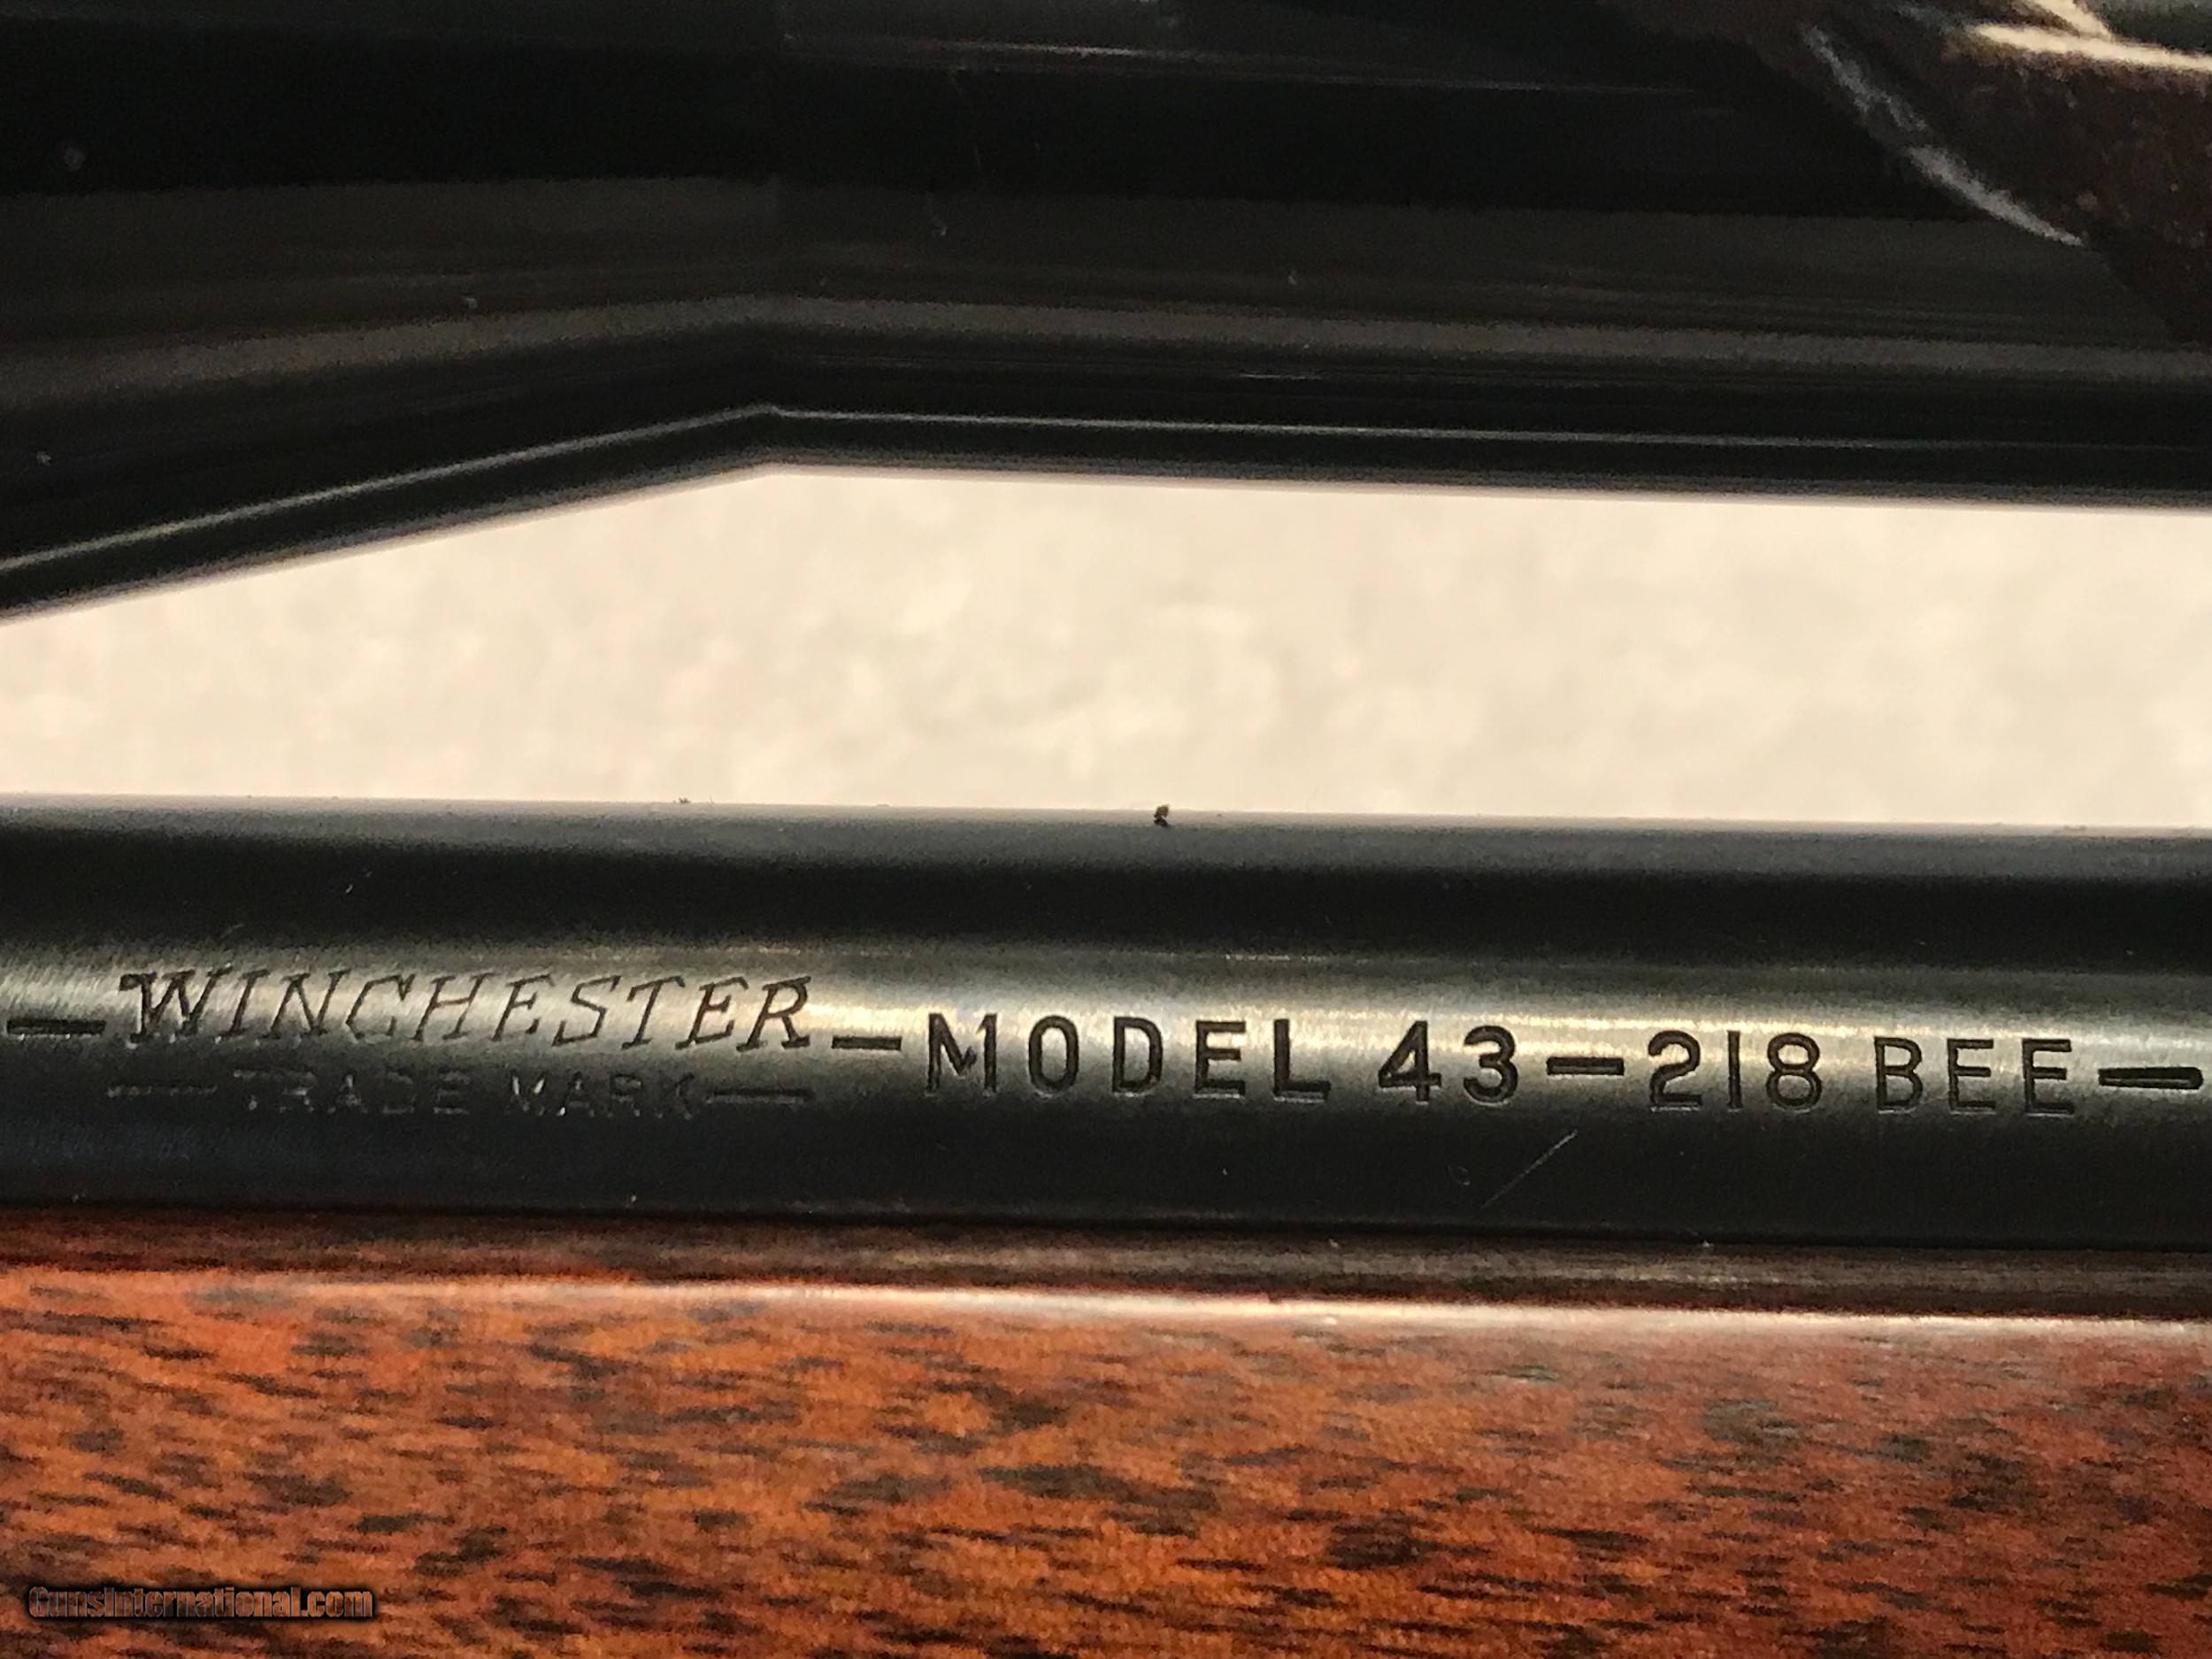 —WINCHESTER—MODEL 43—218 BEE—
—TRADE MARK—
GunsInternational.com